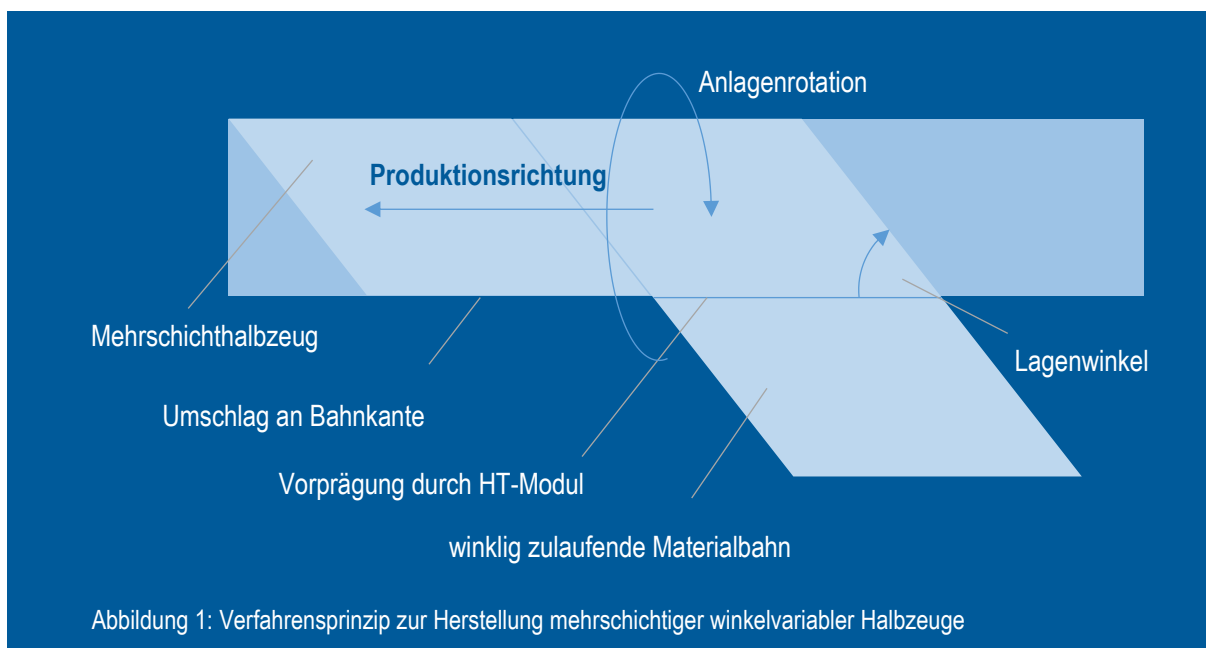 Anlagenrotation
Produktionsrichtung
Mehrschichthalbzeug
Lagenwinkel
Umschlag an Bahnkante
Vorprägung durch HT-Modul
winklig zulaufende Materialbahn
Abbildung 1: Verfahrensprinzip zur Herstellung mehrschichtiger winkelvariabler Halbzeuge